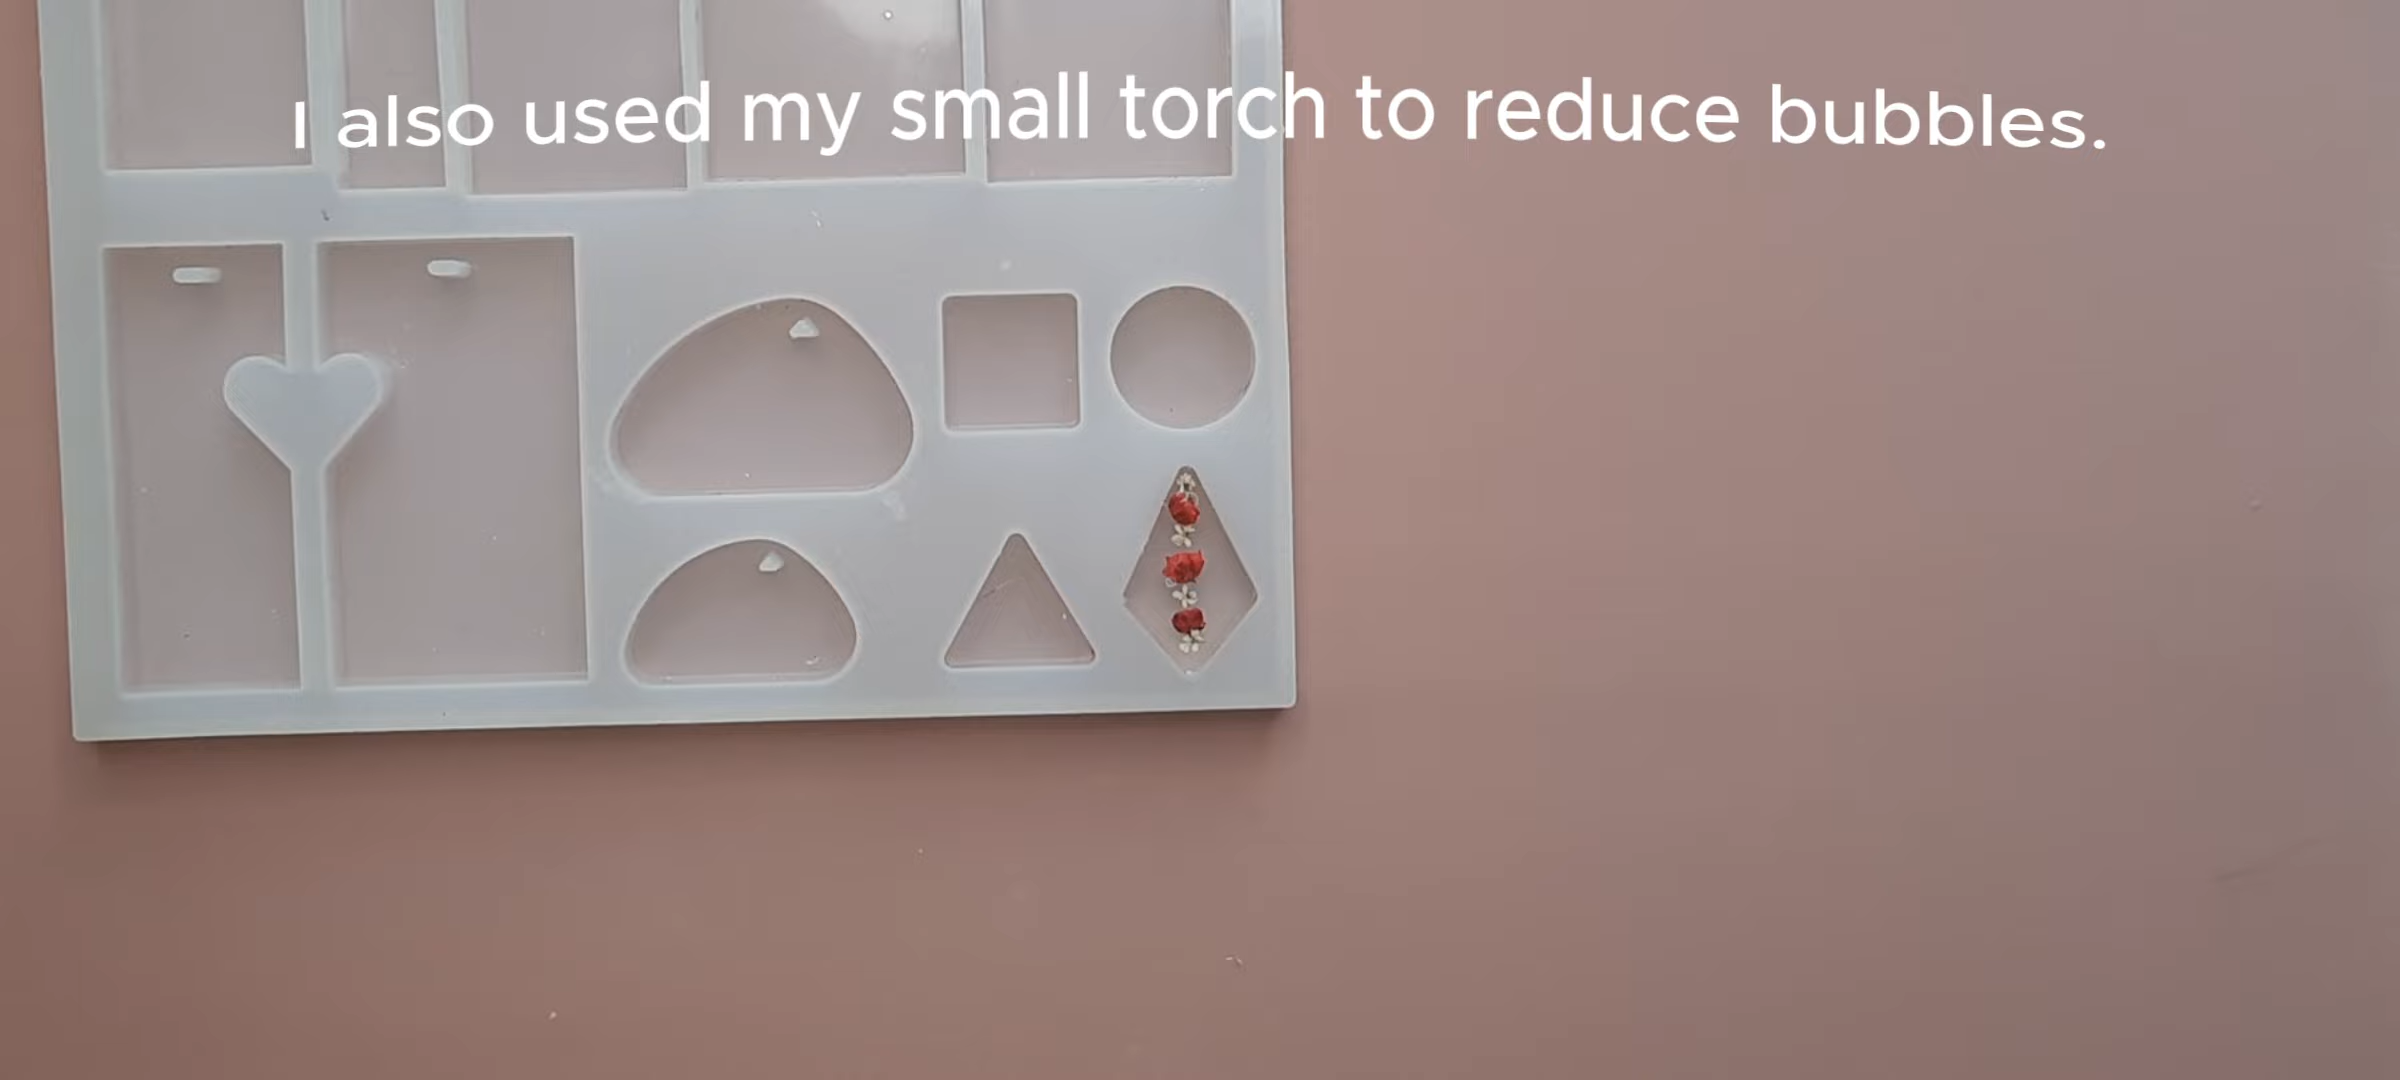 I also used my small torch to reduce bubbles.